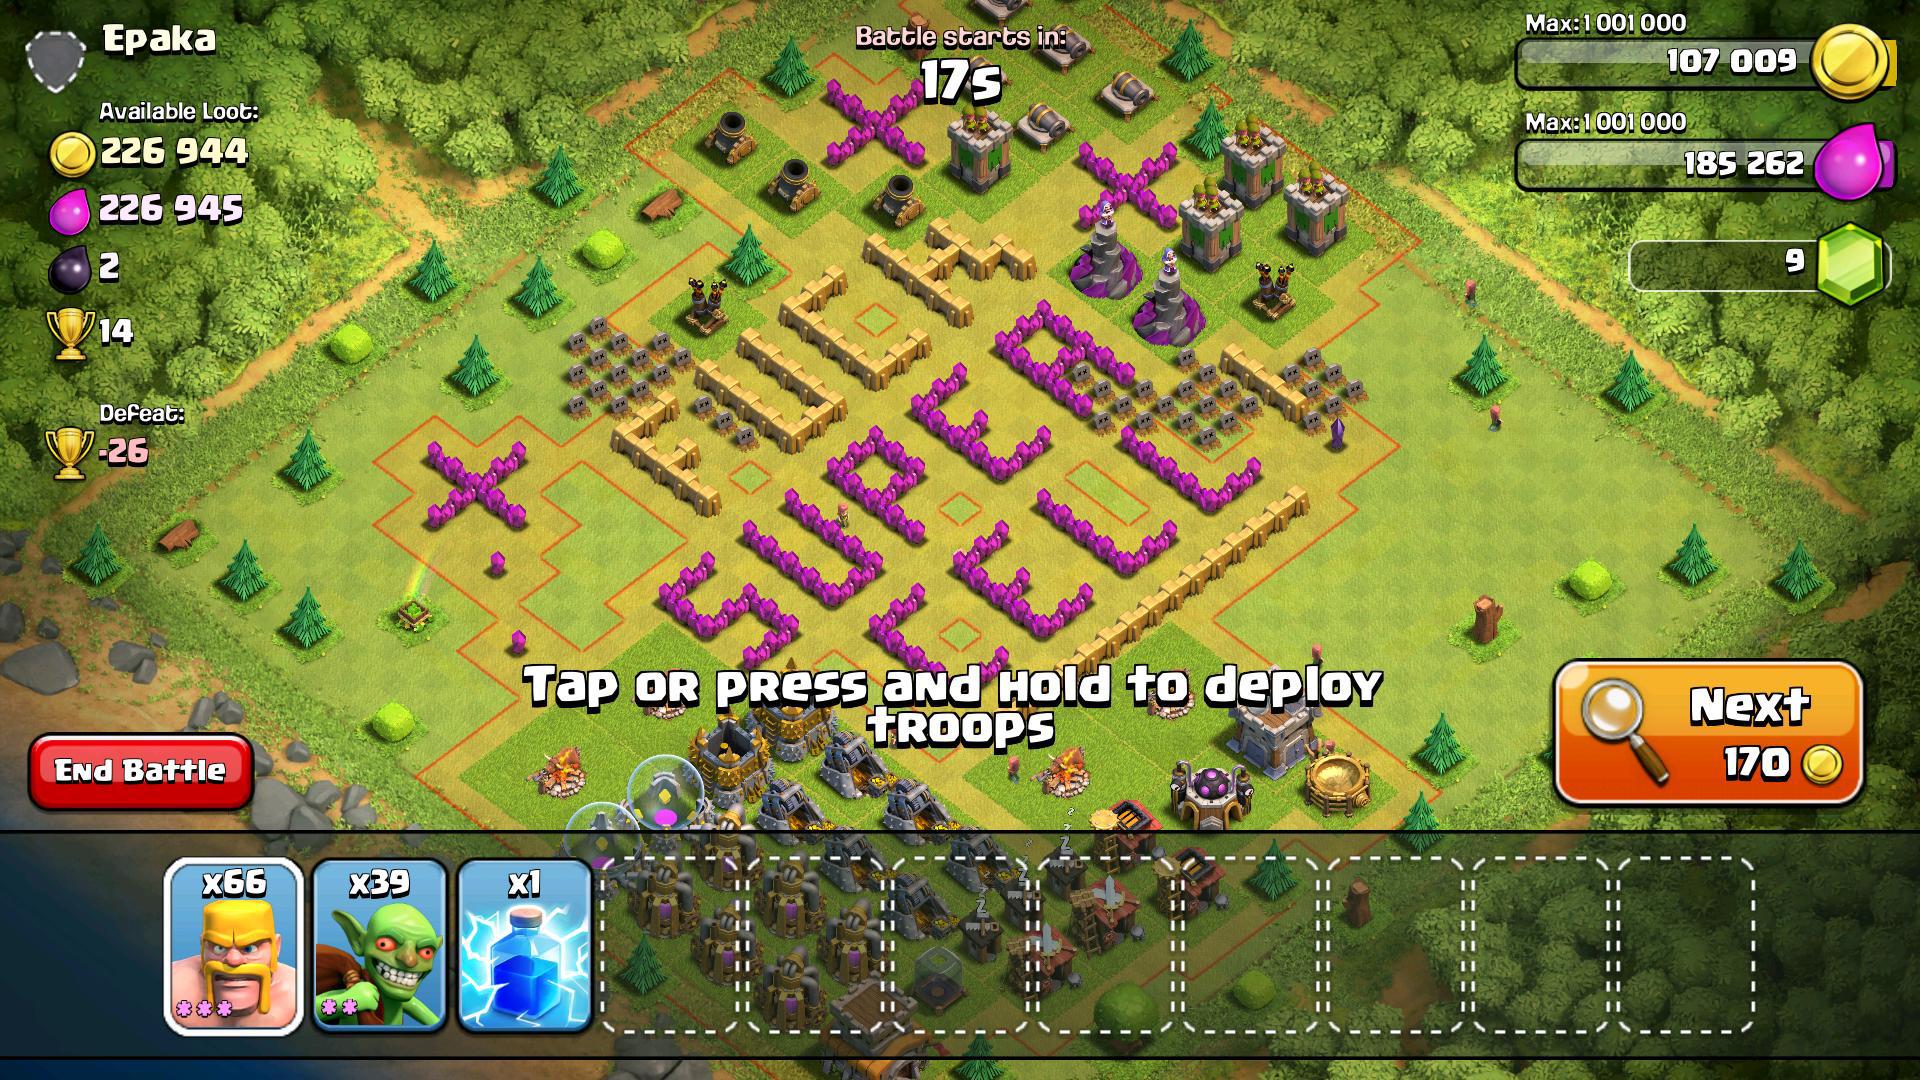 Epaka
Available Loot:
226 944
226 945
2
14
Defeat:
-26
Battle starts in:
17s
Max:1 001 000
107 009
Max:1 001 000
185 262
9
FUCK
SUPER
CELL
Tap or press and hold to deploy
troops
End Battle
Next
170
x66
x39
x1